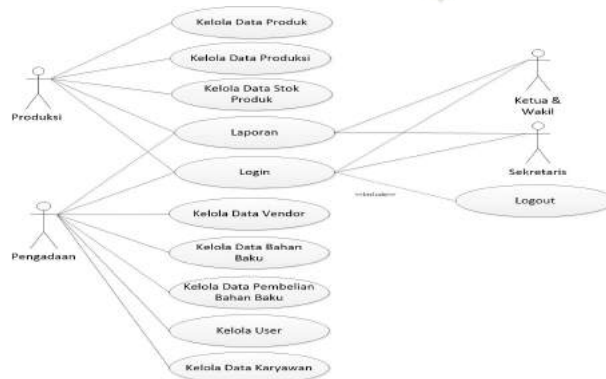 Kelola Data Produk
Kelola Data Produksi
Kelola Data Stok
Produk
Produksi
Laporan
Login
Ketua &
Wakil
Sekretaris
<<include>>
Logout
Pengadaan
Kelola Data Vendor
Kelola Data Bahan
Baku
Kelola Data Pembelian
Bahan Baku
Kelola User
Kelola Data Karyawan